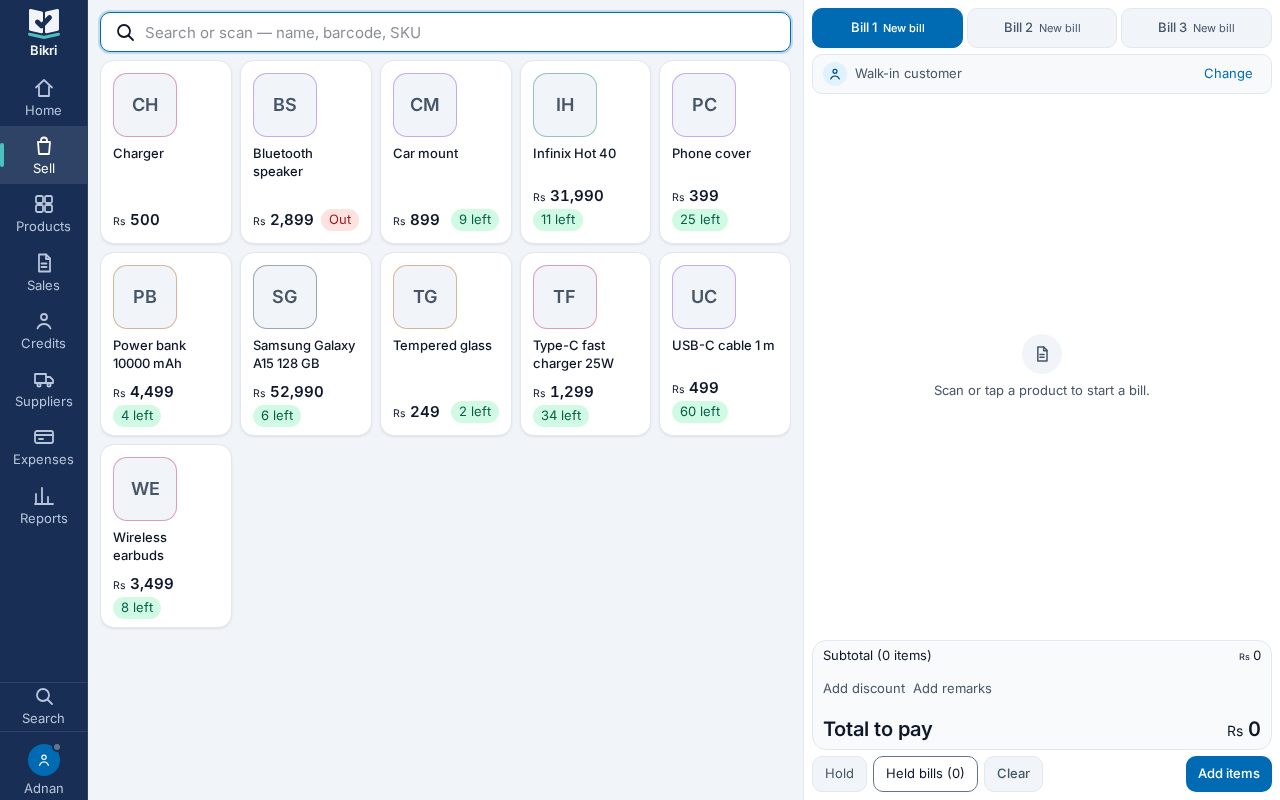 Bikri
Home
Sell
Products
Sales
Credits
Suppliers
Expenses
Reports
Search
Adnan
Search or scan — name, barcode, SKU
CH
Charger
Rs 500
BS
Bluetooth
speaker
Rs 2,899 Out
CM
Car mount
Rs 899 9 left
IH
Infinix Hot 40
Rs 31,990
11 left
PC
Phone cover
Rs 399
25 left
PB
Power bank
10000 mAh
Rs 4,499
4 left
SG
Samsung Galaxy
A15 128 GB
Rs 52,990
6 left
TG
Tempered glass
Rs 249 2 left
TF
Type-C fast
charger 25W
Rs 1,299
34 left
UC
USB-C cable 1 m
Rs 499
60 left
WE
Wireless
earbuds
Rs 3,499
8 left
Bill 1 New bill
Bill 2 New bill
Bill 3 New bill
Walk-in customer Change
Scan or tap a product to start a bill.
Subtotal (0 items) Rs 0
Add discount Add remarks
Total to pay Rs 0
Hold Held bills (0) Clear Add items